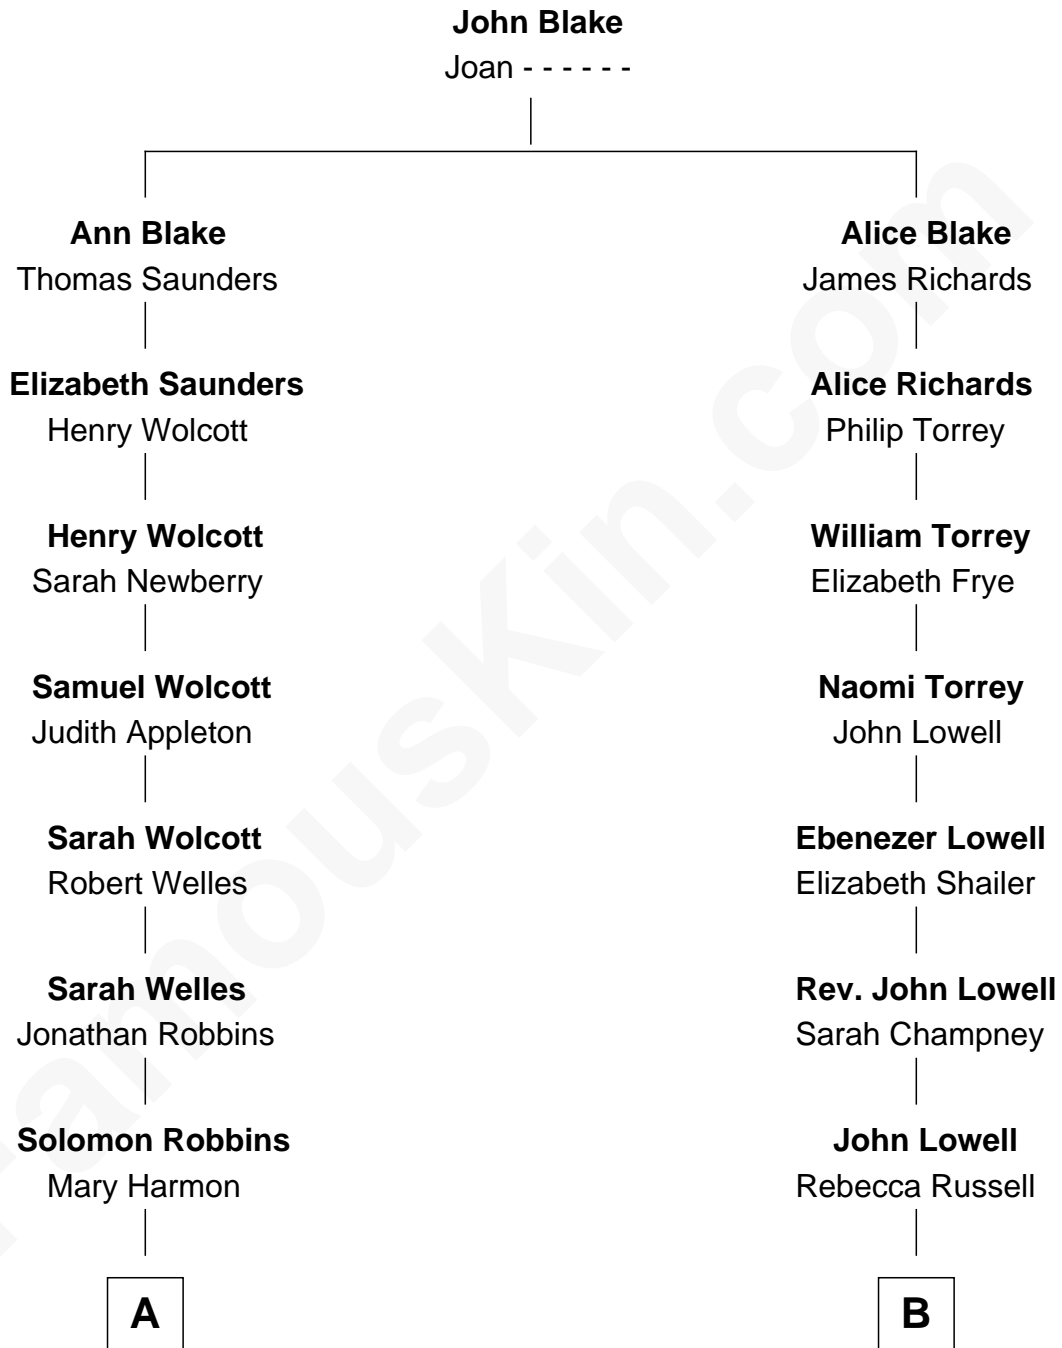 John Blake
Joan - - - - - -
Ann Blake
Thomas Saunders
Alice Blake
James Richards
Elizabeth Saunders
Henry Wolcott
Alice Richards
Philip Torrey
Henry Wolcott
Sarah Newberry
William Torrey
Elizabeth Frye
Samuel Wolcott
Judith Appleton
Naomi Torrey
John Lowell
Sarah Wolcott
Robert Welles
Ebenezer Lowell
Elizabeth Shailer
Sarah Welles
Jonathan Robbins
Rev. John Lowell
Sarah Champney
Solomon Robbins
Mary Harmon
John Lowell
Rebecca Russell
A
B
FamousKin.com